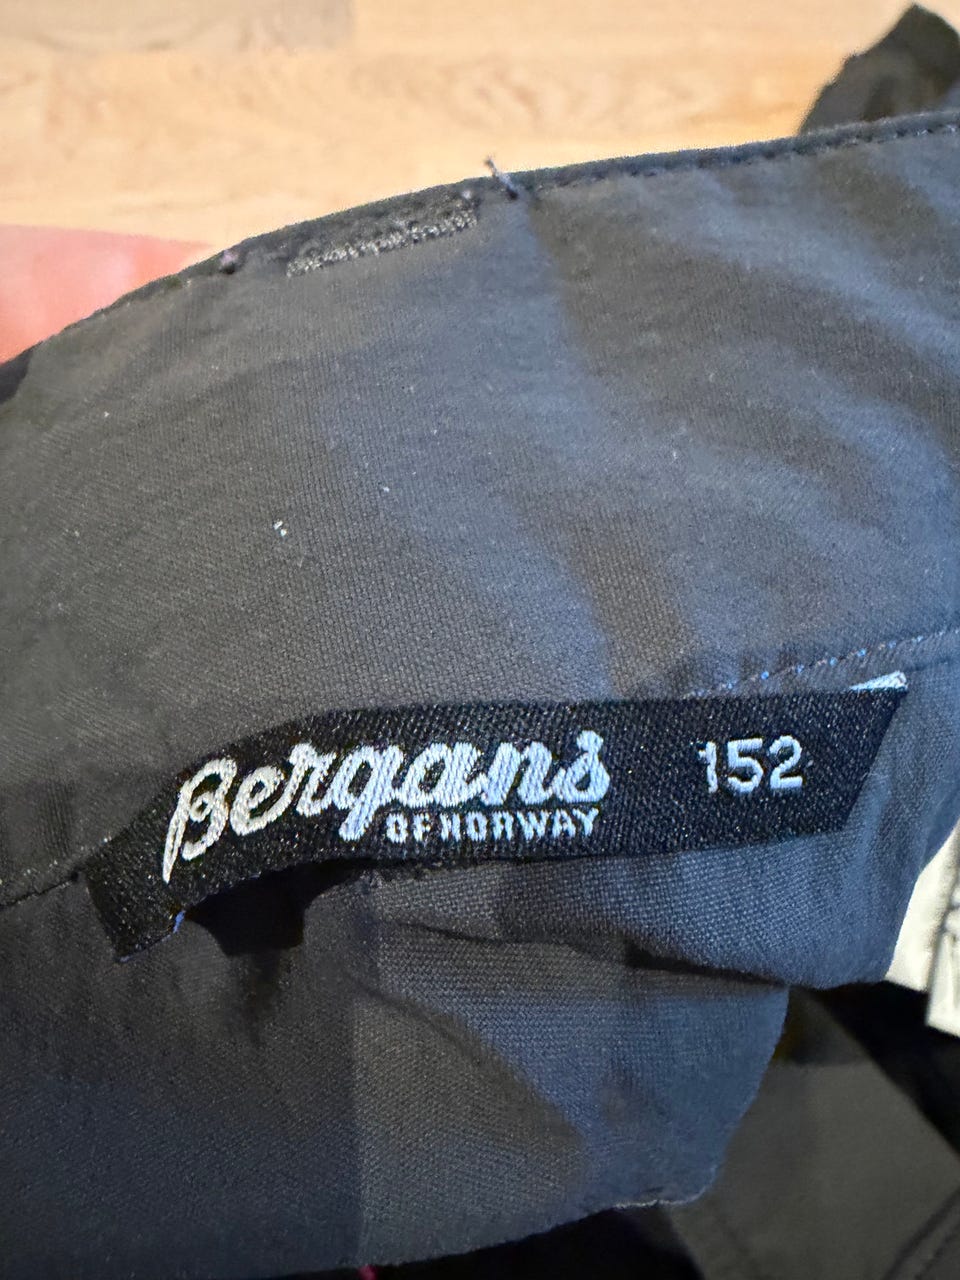 Bergans 152
OF NORWAY